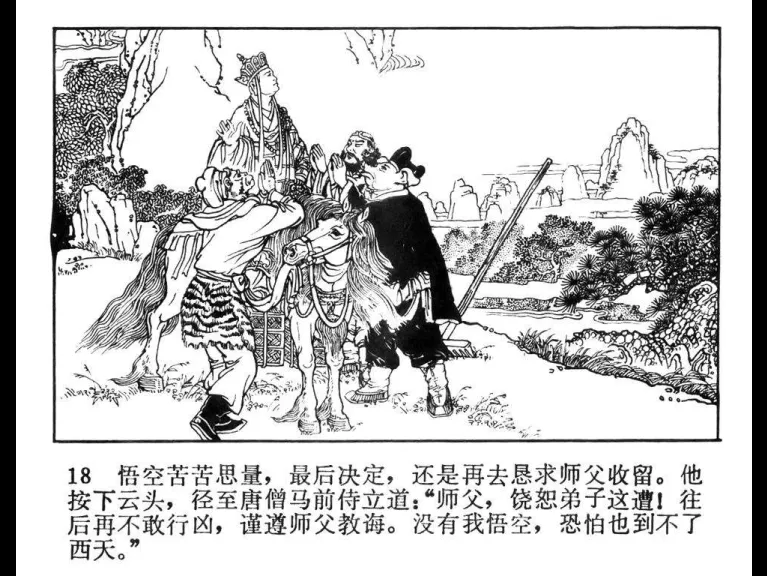 18 悟空苦苦思量，最后决定，还是再去恳求师父收留。他
按下云头，径至唐僧马前侍立道：“师父，饶恕弟子这遭！往
后再不敢行凶，谨遵师父教诲。没有我悟空，恐怕也到不了
西天。”